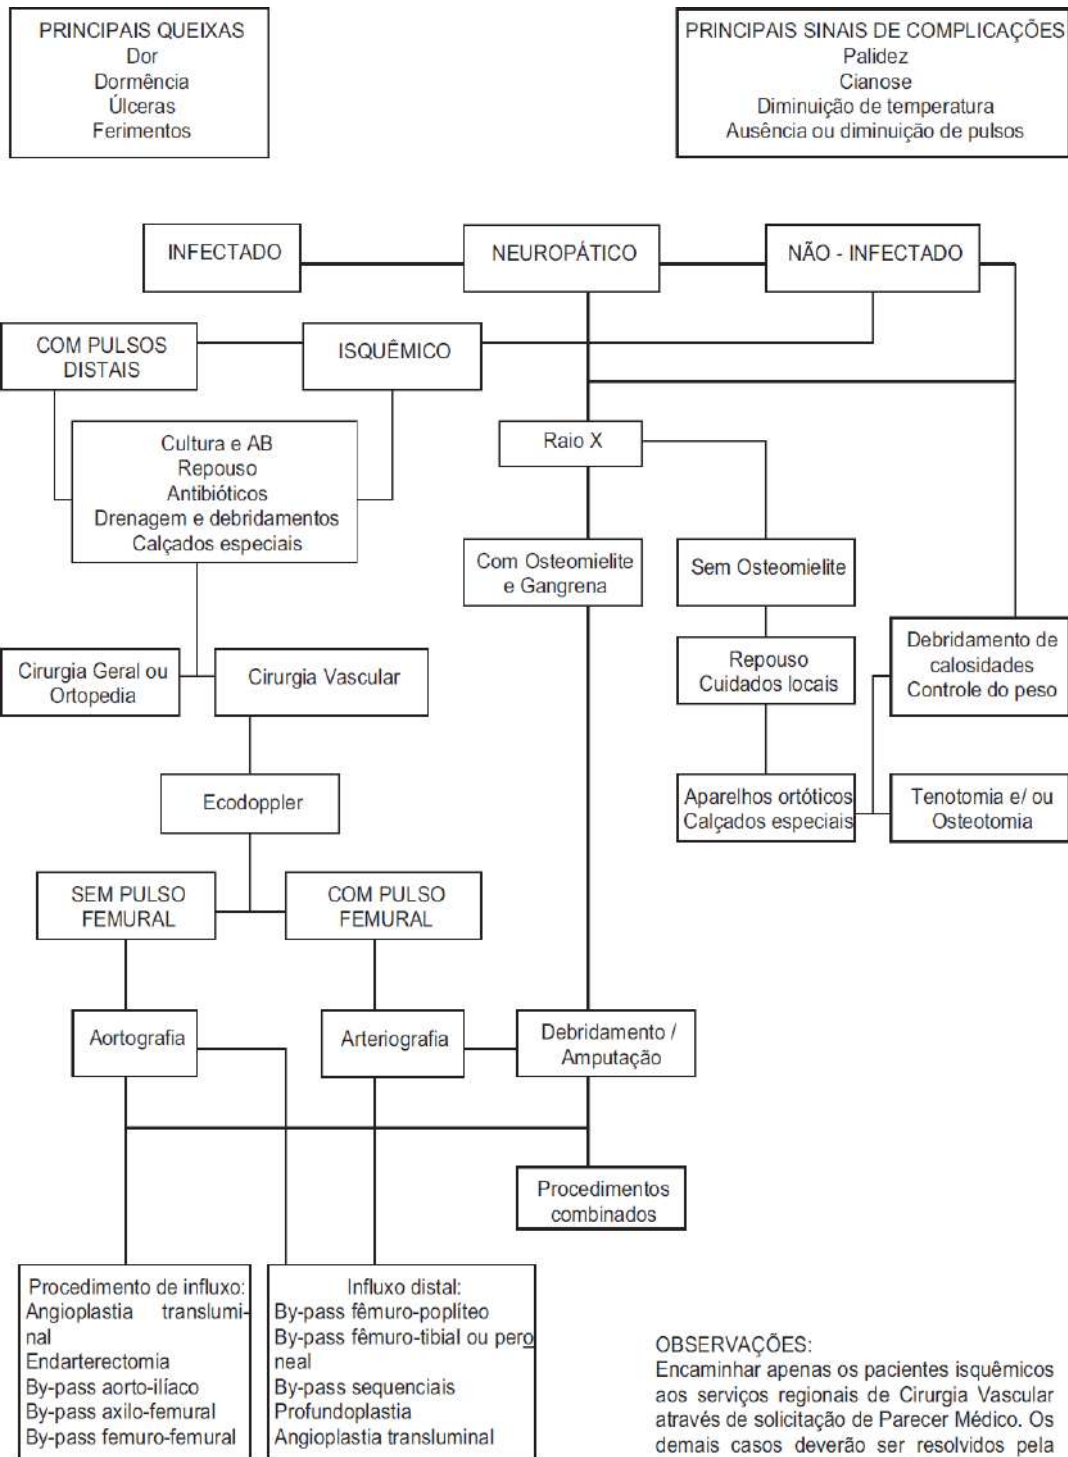 PRINCIPAIS QUEIXAS
Dor
Dormência
Úlceras
Ferimentos
PRINCIPAIS SINAIS DE COMPLICAÇÕES
Palidez
Cianose
Diminuição de temperatura
Ausência ou diminuição de pulsos
INFECTADO
NEUROPÁTICO
NÃO - INFECTADO
COM PULSOS
DISTAIS
ISQUÊMICO
Cultura e AB
Repouso
Antibióticos
Drenagem e debridamentos
Calçados especiais
Raio X
Com Osteomielite
e Gangrena
Sem Osteomielite
Cirurgia Geral ou
Ortopedia
Cirurgia Vascular
Repouso
Cuidados locais
Debridamento de
calosidades
Controle do peso
Ecodoppler
Aparelhos ortóticos
Calçados especiais
Tenotomia e/ ou
Osteotomia
SEM PULSO
FEMURAL
COM PULSO
FEMURAL
Aortografia
Arteriografia
Debridamento /
Amputação
Procedimentos
combinados
Procedimento de influxo:
Angioplastia translumi-
nal
Endarterectomia
By-pass aorto-ilíaco
By-pass axilo-femural
By-pass femuro-femural
Influxo distal:
By-pass fêmuro-poplíteo
By-pass fêmuro-tibial ou pero
neal
By-pass sequenciais
Profundoplastia
Angioplastia transluminal
OBSERVAÇÕES:
Encaminhar apenas os pacientes isquêmicos
aos serviços regionais de Cirurgia Vascular
através de solicitação de Parecer Médico. Os
demais casos deverão ser resolvidos pela